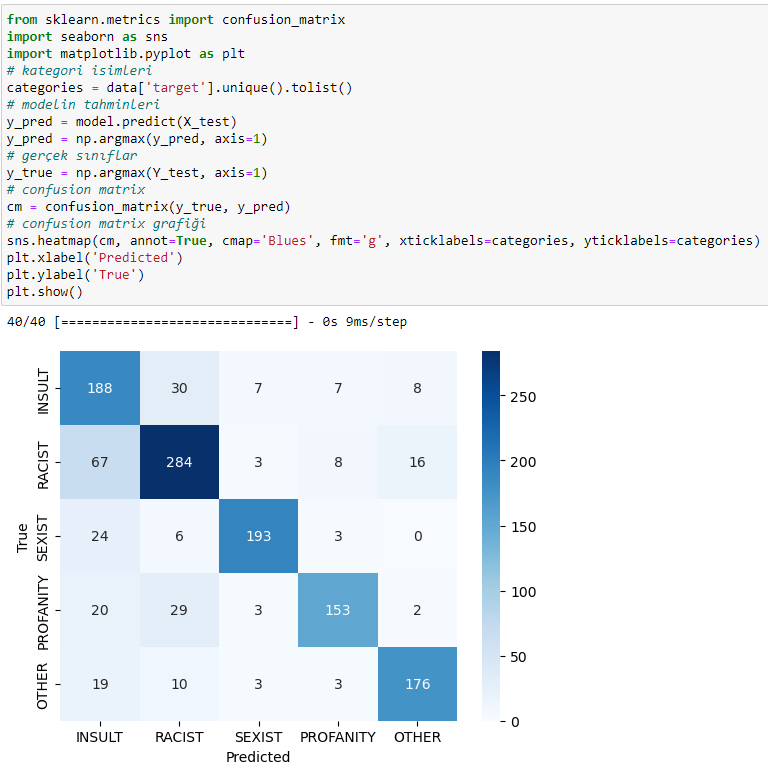 from sklearn.metrics import confusion_matrix
import seaborn as sns
import matplotlib.pyplot as plt
# kategori isimleri
categories = data['target'].unique().tolist()
# modelin tahminleri
y_pred = model.predict(X_test)
y_pred = np.argmax(y_pred, axis=1)
# gerçek sınıflar
y_true = np.argmax(Y_test, axis=1)
# confusion matrix
cm = confusion_matrix(y_true, y_pred)
# confusion matrix grafiği
sns.heatmap(cm, annot=True, cmap='Blues', fmt='g', xticklabels=categories, yticklabels=categories)
plt.xlabel('Predicted')
plt.ylabel('True')
plt.show()
40/40 [==============================] - 0s 9ms/step
True
INSULT 188 30 7 7 8
RACIST 67 284 3 8 16
SEXIST 24 6 193 3 0
PROFANITY 20 29 3 153 2
OTHER 19 10 3 3 176
INSULT RACIST SEXIST PROFANITY OTHER
Predicted
250
200
150
100
50
0